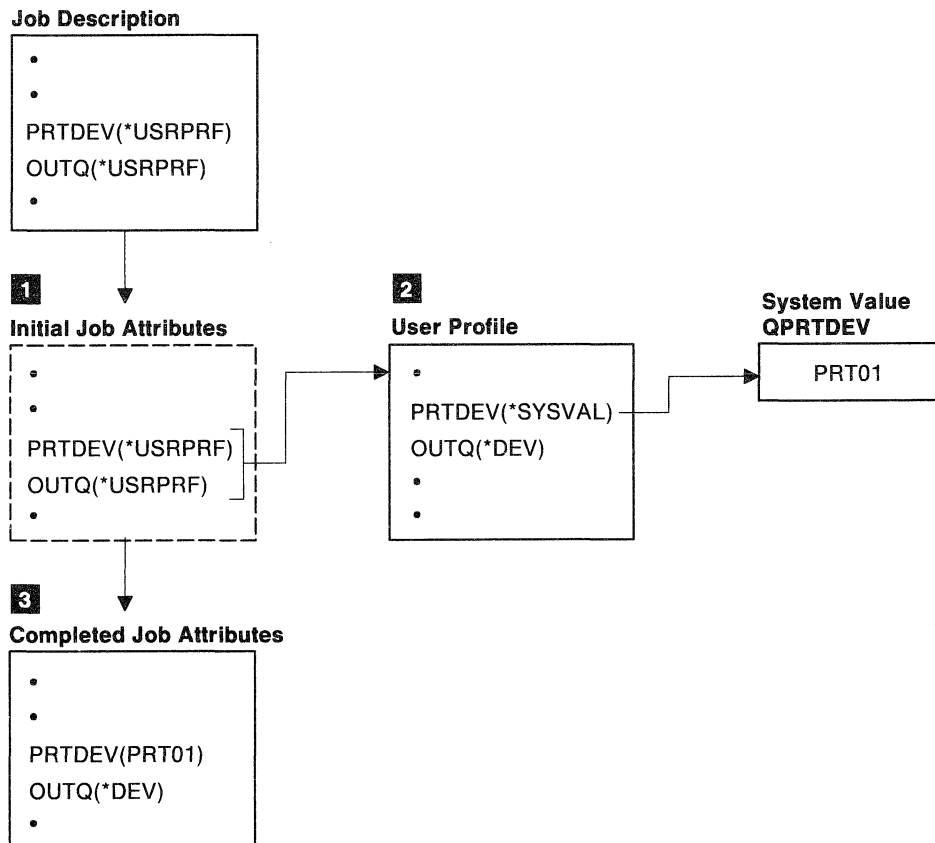 Job Description
•
•
PRTDEV(*USRPRF)
OUTQ(*USRPRF)
•
1
Initial Job Attributes
•
•
PRTDEV(*USRPRF)
OUTQ(*USRPRF)
•
2
User Profile
•
PRTDEV(*SYSVAL)
OUTQ(*DEV)
•
•
System Value
QPRTDEV
PRT01
3
Completed Job Attributes
•
•
PRTDEV(PRT01)
OUTQ(*DEV)
•